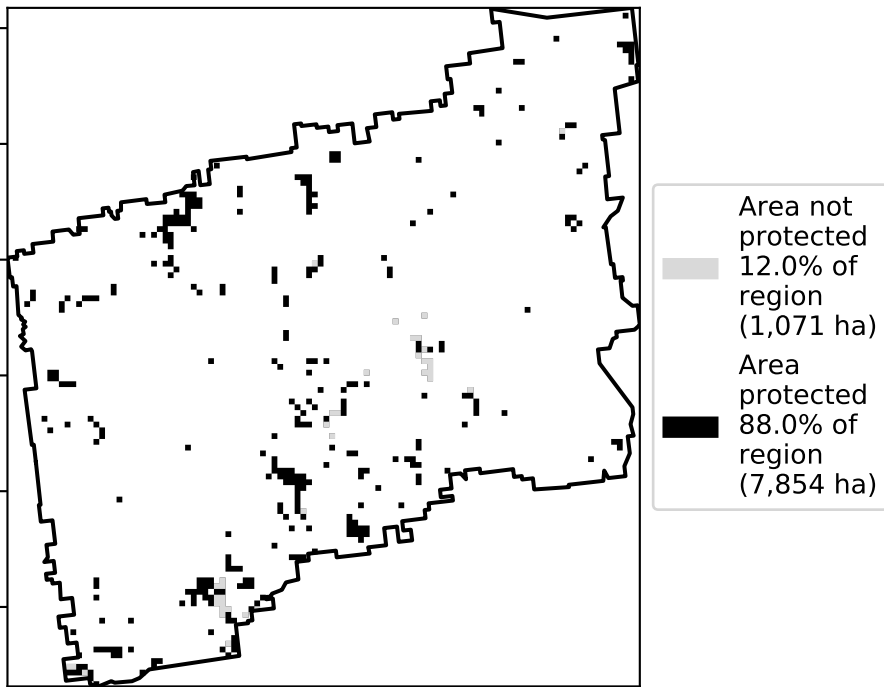 Area not
protected
12.0% of
region
(1,071 ha)
Area
protected
88.0% of
region
(7,854 ha)